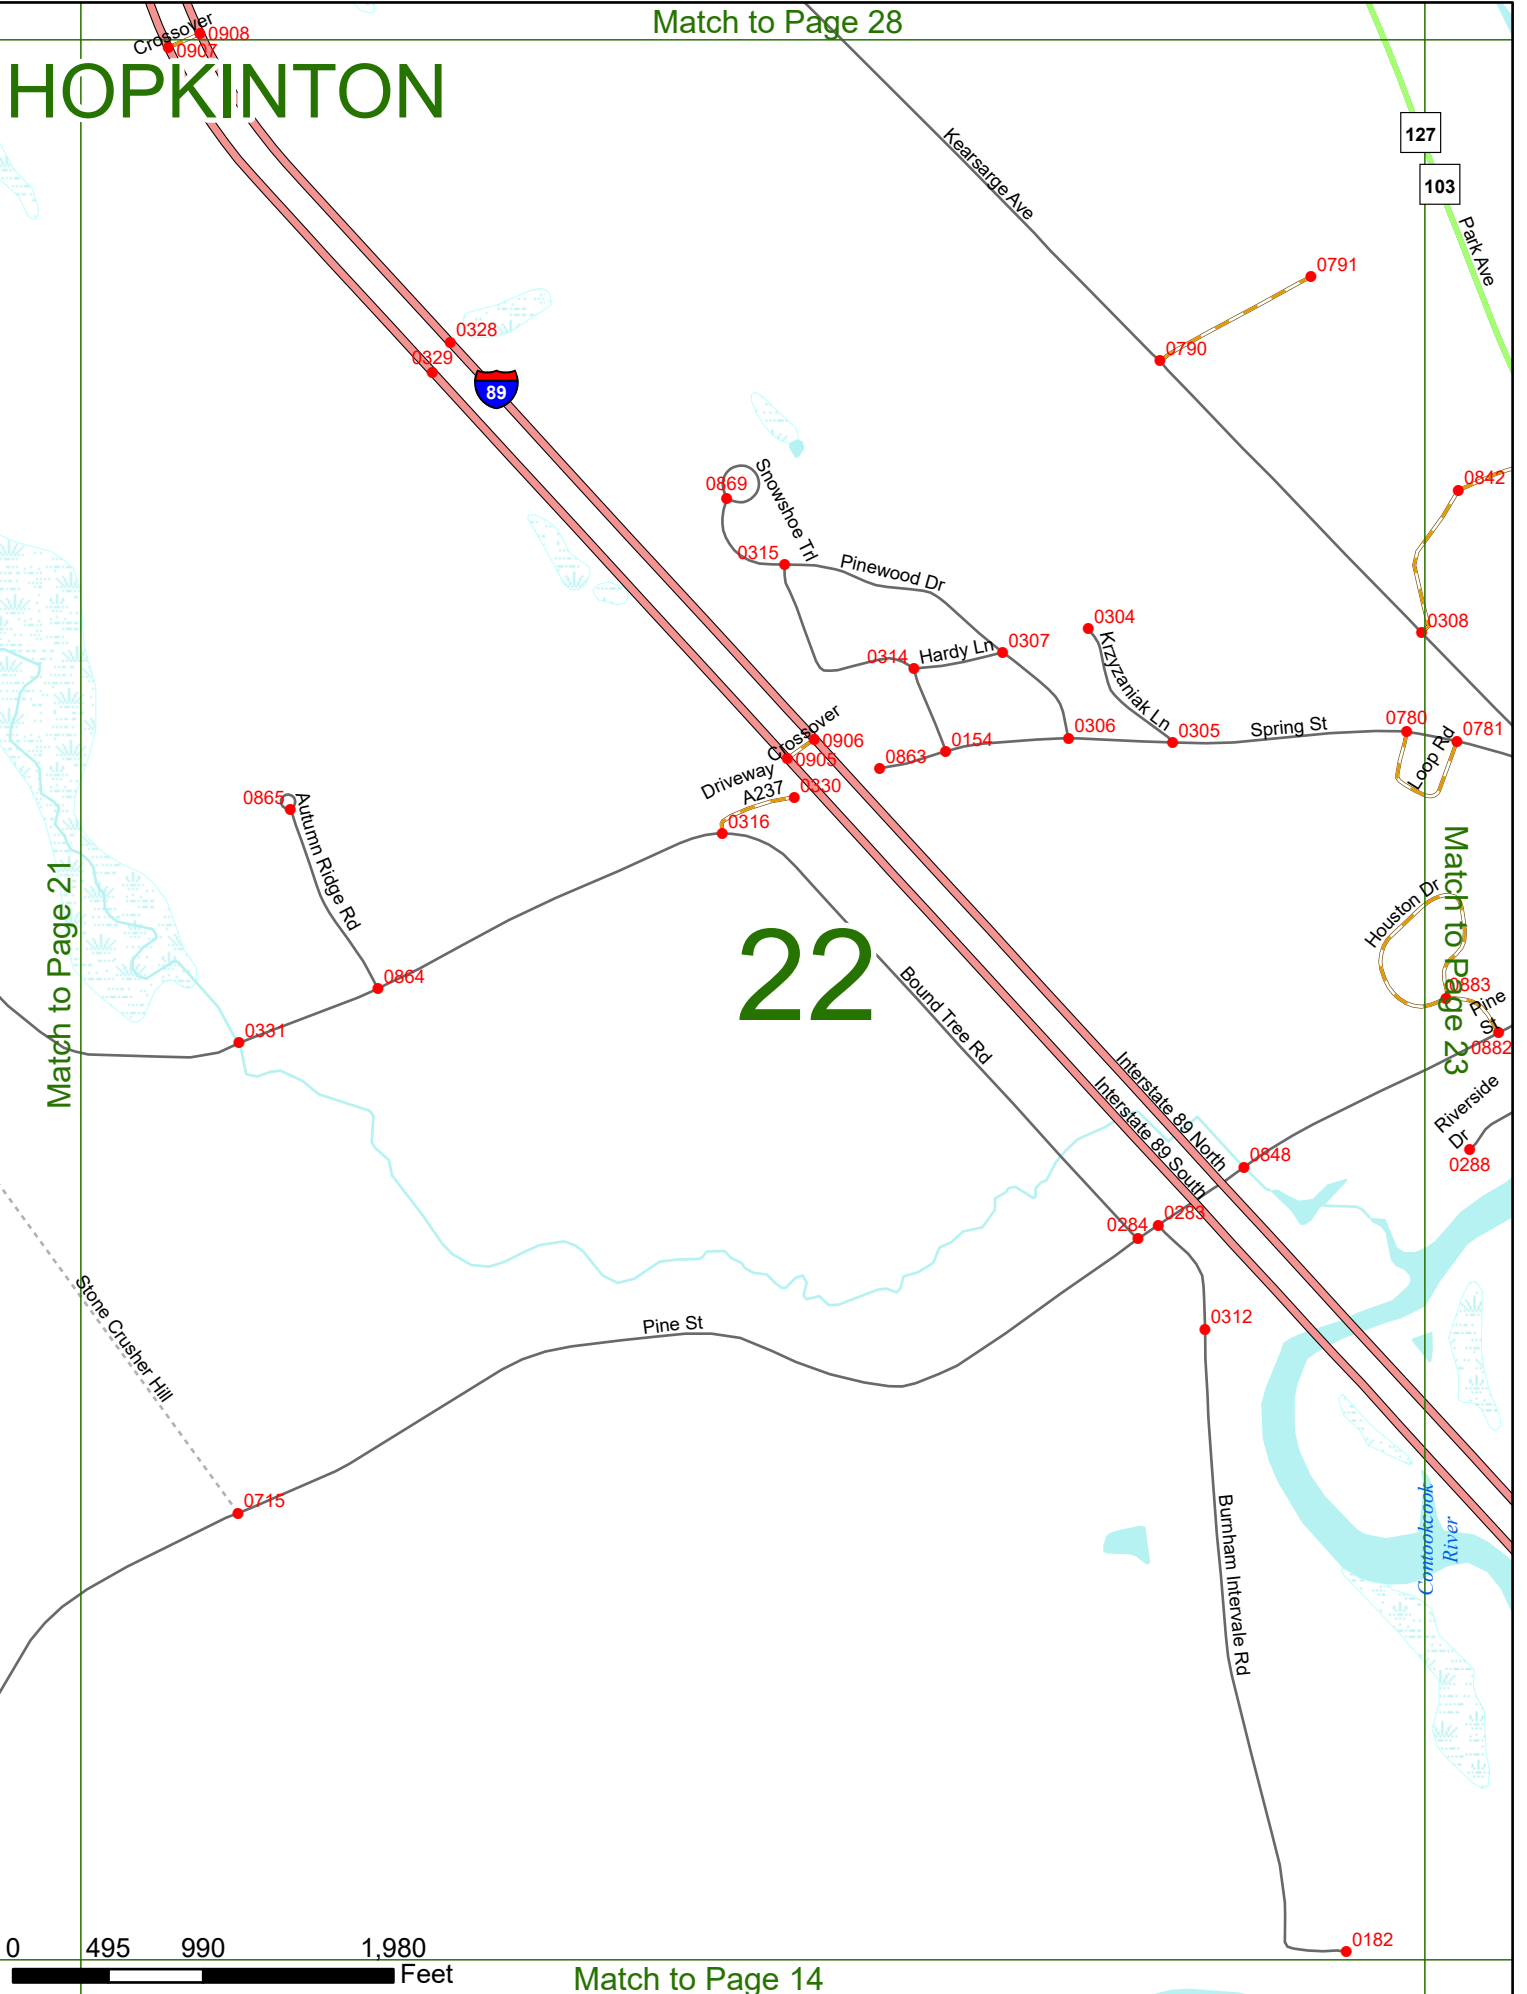 Match to Page 28
Crossover
0908
0907
HOPKINTON
127
103
Kearsarge Ave
Park Ave
0791
0790
0328
0329
89
0842
0869
Snowshoe Trl
0315
Pinewood Dr
0304
0308
0307
Hardy Ln
0314
Krzyzaniak Ln
Crossover
0906
0905
0863
0154
0306
0305
Spring St
0780
0781
Loop Rd
Driveway
A237
0330
0316
0865
Autumn Ridge Rd
Match to Page 21
Match to Page 23
Houston Dr
22
0864
0331
Bound Tree Rd
0883
Pine
St
0882
Interstate 89 North
Interstate 89 South
Riverside
Dr
0288
0848
0283
0284
Stone Crusher Hill
Pine St
0312
0715
Burnham Intervale Rd
Contookcook
River
0182
0
495
990
1,980
Feet
Match to Page 14